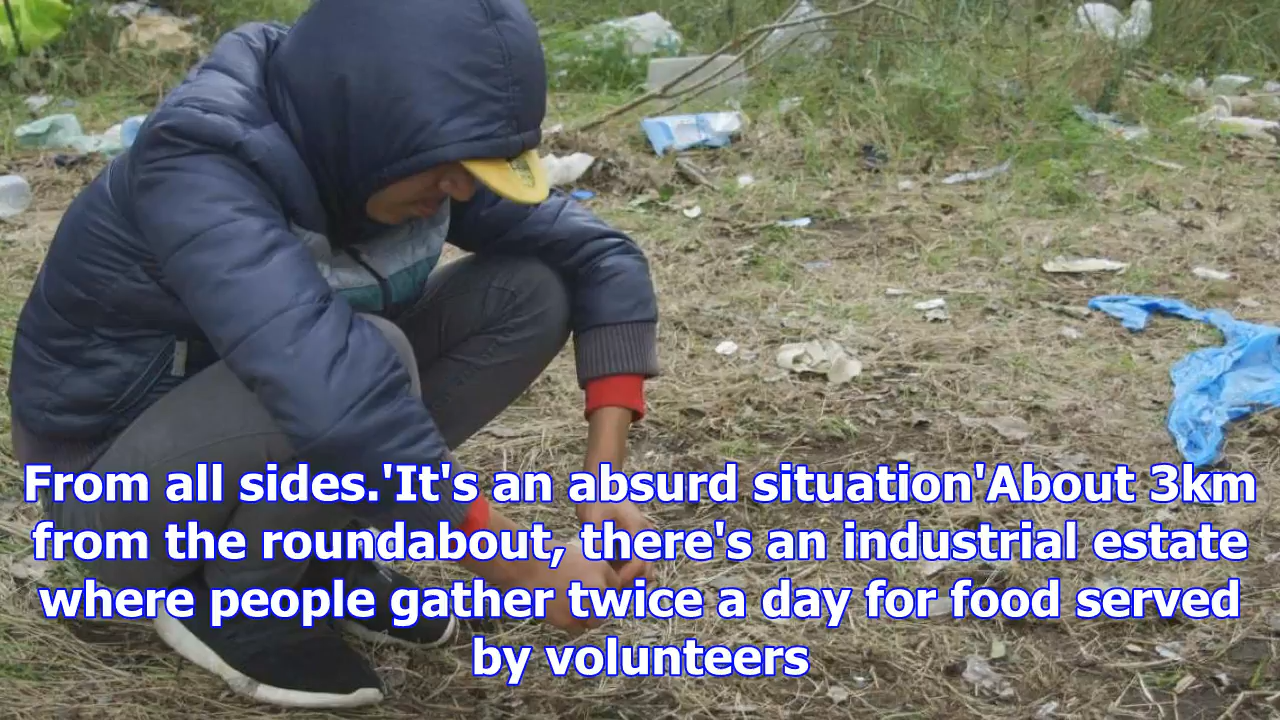 From all sides.'It's an absurd situation'About 3km
from the roundabout, there's an industrial estate
where people gather twice a day for food served
by volunteers